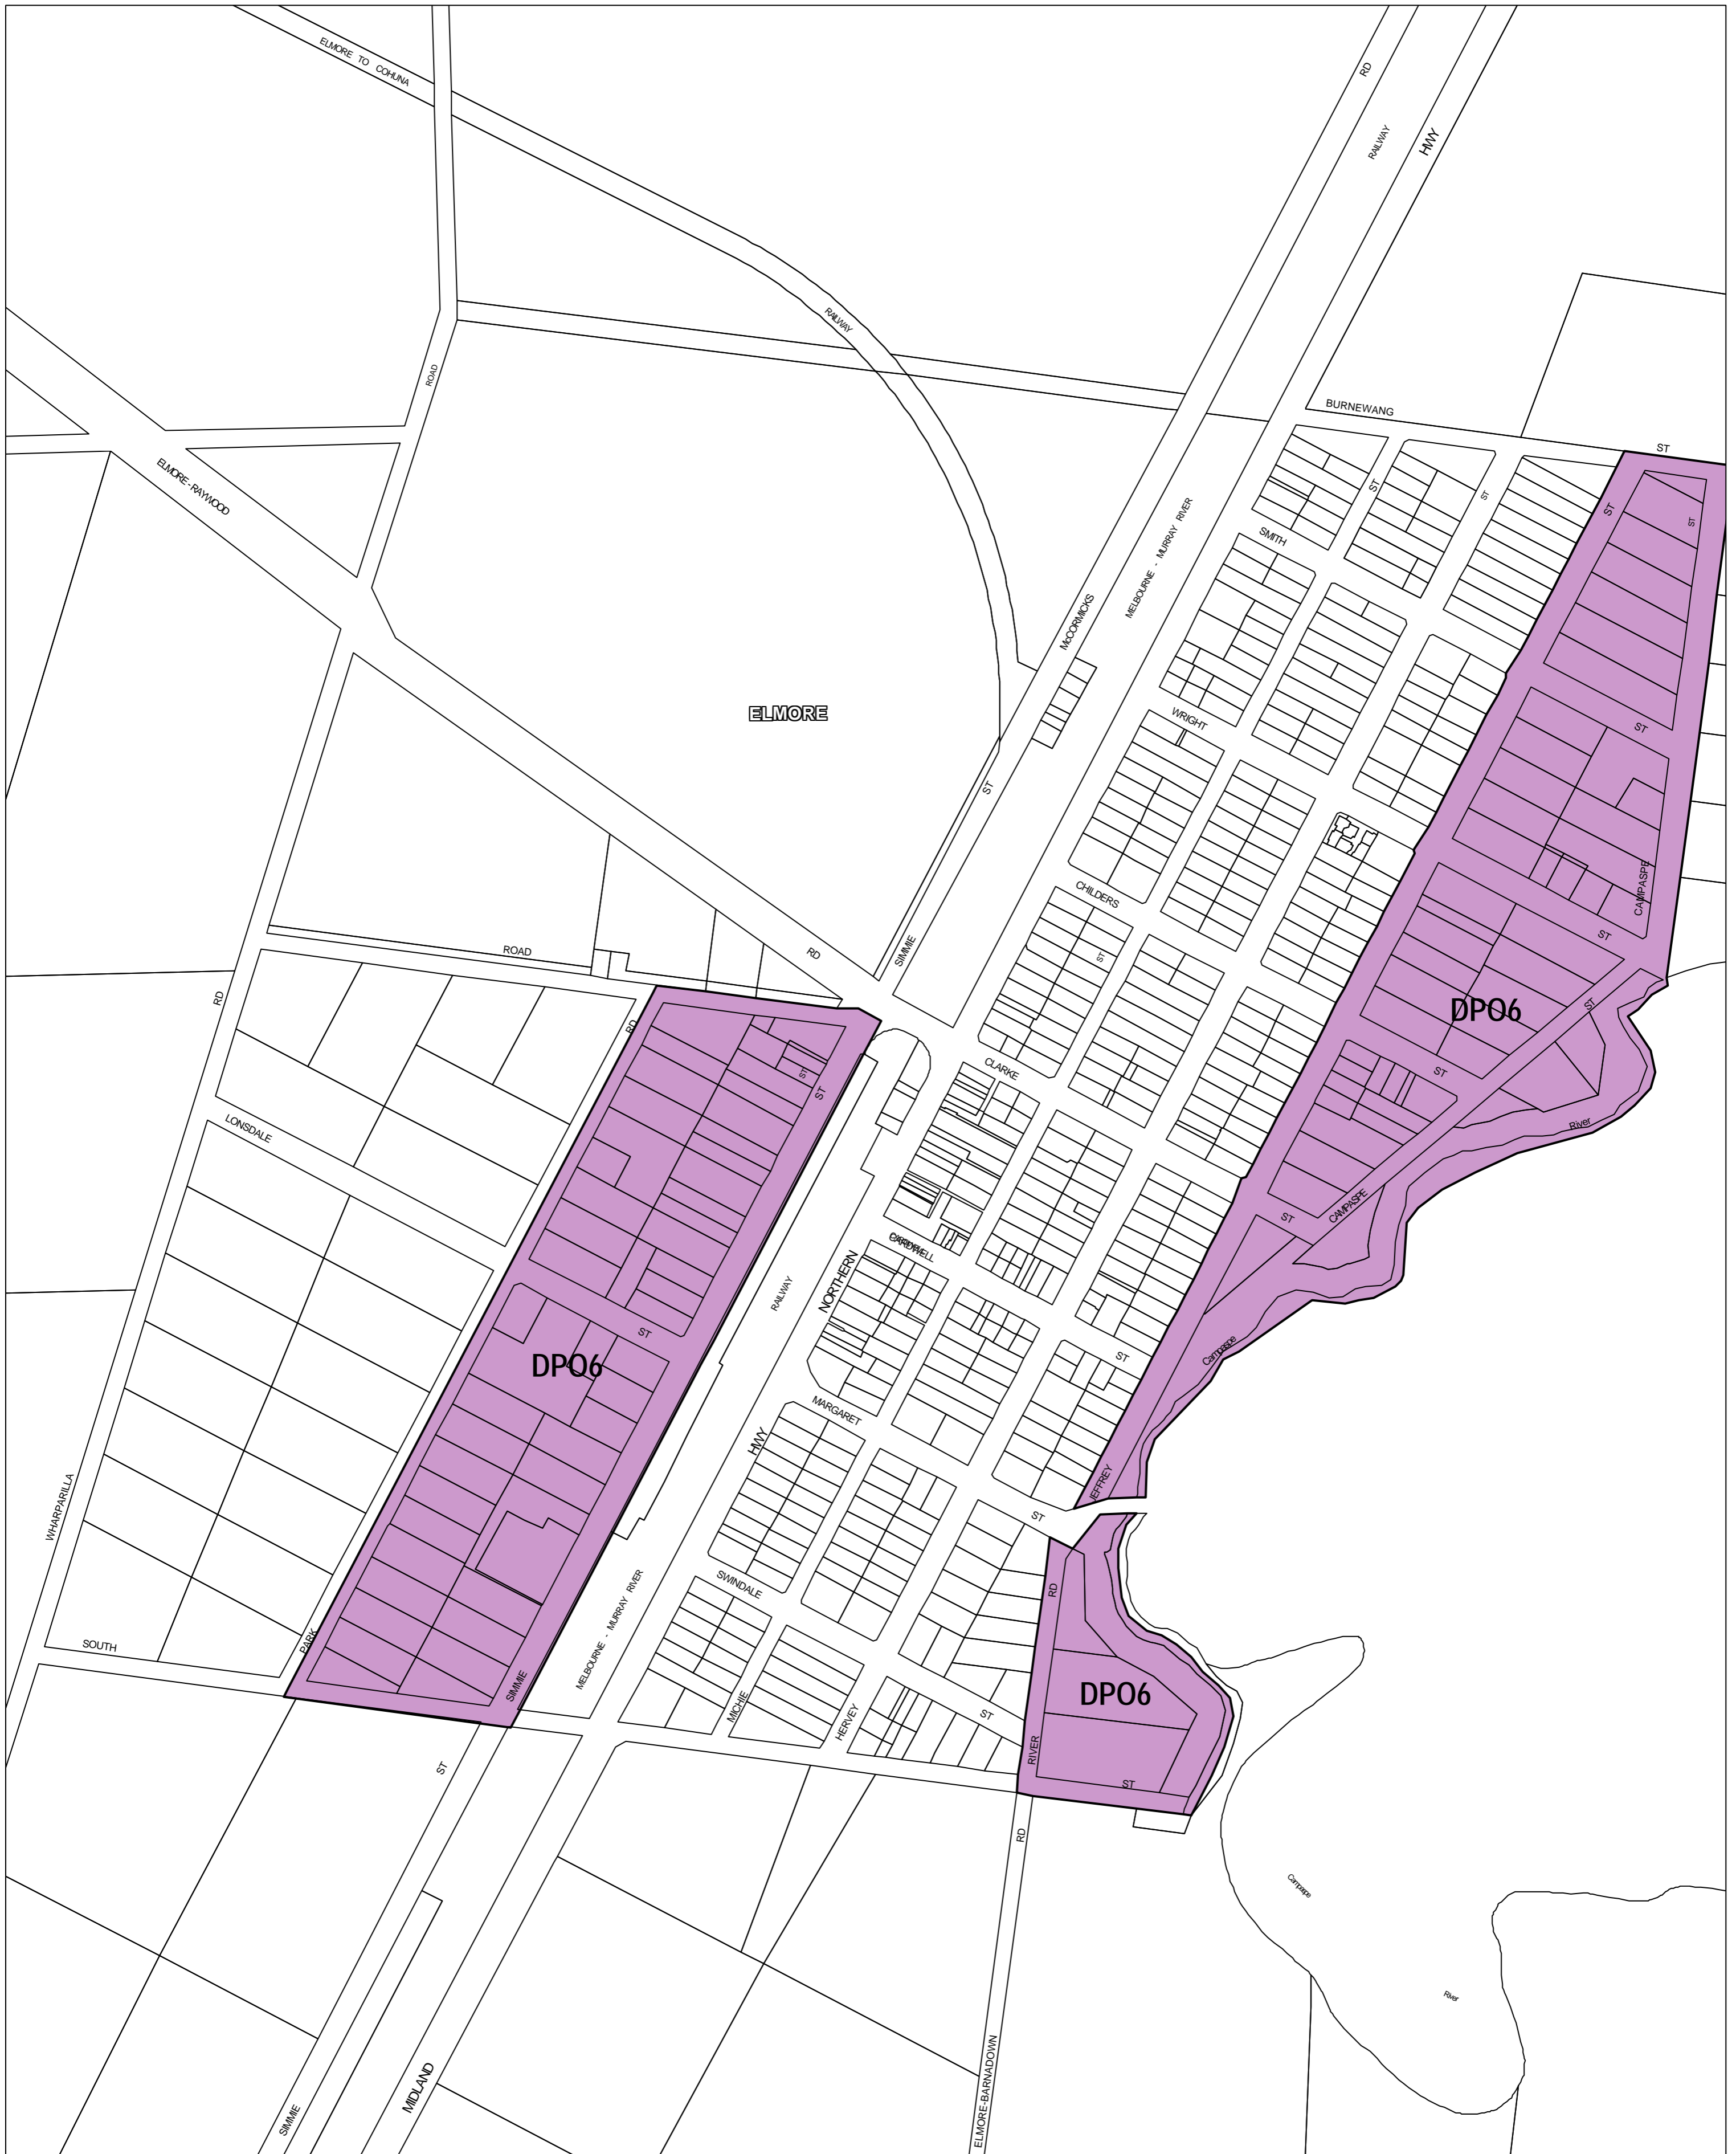 ELMORE TO COHUNA
RD
RAILWAY
HWY
RAILWAY
ROAD
BURNEWANG
ST
ELMORE-RAYWOOD
ST
ST
ST
ST
MELBOURNE - MURRAY RIVER
SMITH
McCORMICKS
ELMORE
WRIGHT
ST
ST
CHILDERS
CAMPASPE
ROAD
RD
SIMMIE
ST
ST
RD
RD
DPO6
ST
CLARKE
ST
ST
ST
LONSDALE
River
ST
CAMPASPE
CARDWELL
NORTHERN
RAILWAY
ST
DPO6
ST
Campaspe
MARGARET
HWY
JEFFREY
WHARPARILLA
ST
SWINDALE
RD
MELBOURNE - MURRAY RIVER
SOUTH
PARK
SIMMIE
MICHIE
HERVEY
ST
DPO6
RIVER
ST
ST
RD
Campaspe
River
MIDLAND
SIMMIE
ELMORE-BARNADOWN